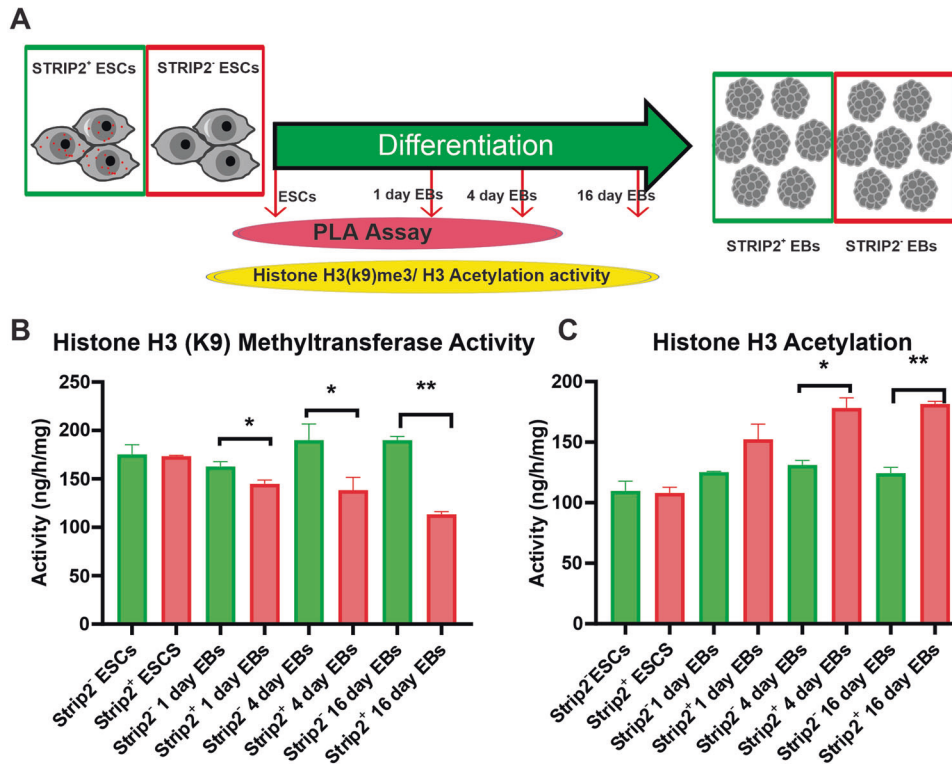 A
STRIP2⁺ ESCs
STRIP2⁻ ESCs
Differentiation
ESCs
1 day EBs
4 day EBs
16 day EBs
PLA Assay
Histone H3(k9)me3/ H3 Acetylation activity
STRIP2⁺ EBs
STRIP2⁻ EBs
B
Histone H3 (K9) Methyltransferase Activity
Activity (ng/h/mg)
250
200
150
100
50
0
*
*
**
Strip2⁻ ESCs
Strip2⁺ ESCS
Strip2⁻ 1 day EBs
Strip2⁺ 1 day EBs
Strip2⁻ 4 day EBs
Strip2⁺ 4 day EBs
Strip2⁻ 16 day EBs
Strip2⁺ 16 day EBs
C
Histone H3 Acetylation
Activity (ng/h/mg)
200
150
100
50
0
*
**
Strip2⁻ ESCs
Strip2⁺ ESCS
Strip2⁻ 1 day EBs
Strip2⁺ 1 day EBs
Strip2⁻ 4 day EBs
Strip2⁺ 4 day EBs
Strip2⁻ 16 day EBs
Strip2⁺ 16 day EBs